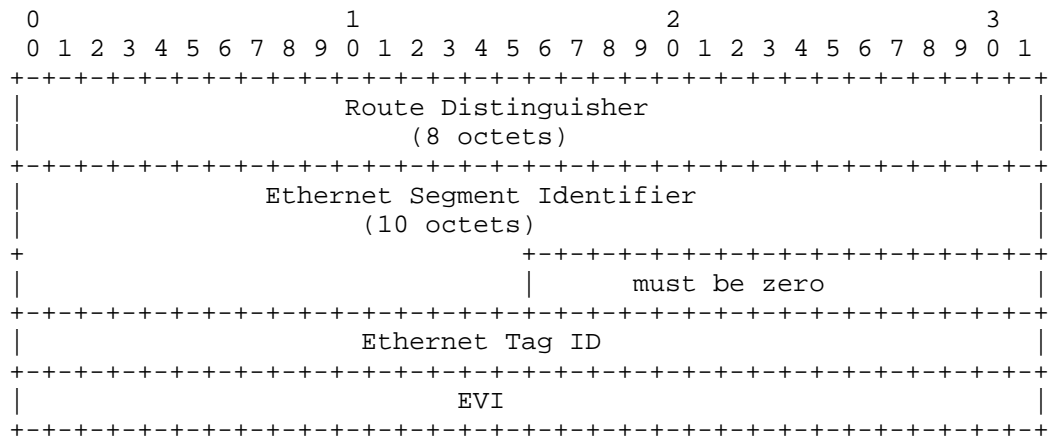 0                   1                   2                   3
 0 1 2 3 4 5 6 7 8 9 0 1 2 3 4 5 6 7 8 9 0 1 2 3 4 5 6 7 8 9 0 1
+-+-+-+-+-+-+-+-+-+-+-+-+-+-+-+-+-+-+-+-+-+-+-+-+-+-+-+-+-+-+-+-+
|                    Route Distinguisher                        |
|                        (8 octets)                             |
+-+-+-+-+-+-+-+-+-+-+-+-+-+-+-+-+-+-+-+-+-+-+-+-+-+-+-+-+-+-+-+-+
|               Ethernet Segment Identifier                     |
|                     (10 octets)                               |
+                               +-+-+-+-+-+-+-+-+-+-+-+-+-+-+-+-+
|                               |      must be zero             |
+-+-+-+-+-+-+-+-+-+-+-+-+-+-+-+-+-+-+-+-+-+-+-+-+-+-+-+-+-+-+-+-+
|                     Ethernet Tag ID                           |
+-+-+-+-+-+-+-+-+-+-+-+-+-+-+-+-+-+-+-+-+-+-+-+-+-+-+-+-+-+-+-+-+
|                           EVI                                 |
+-+-+-+-+-+-+-+-+-+-+-+-+-+-+-+-+-+-+-+-+-+-+-+-+-+-+-+-+-+-+-+-+